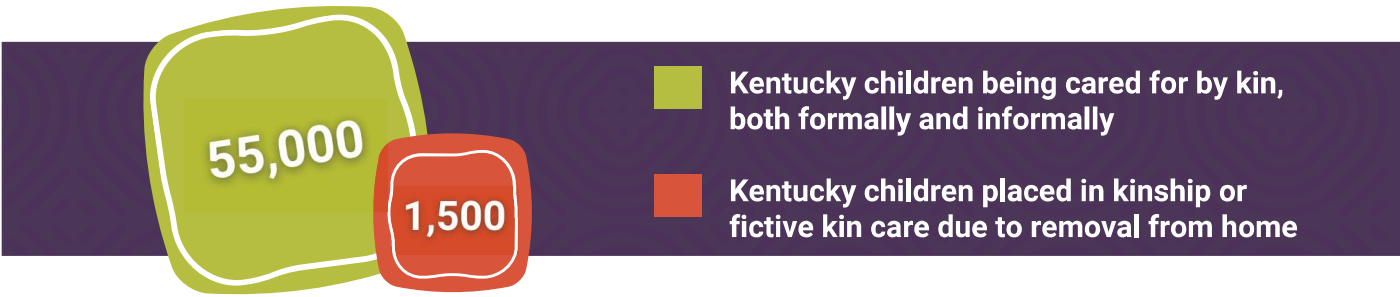 55,000
1,500
Kentucky children being cared for by kin,
both formally and informally
Kentucky children placed in kinship or
fictive kin care due to removal from home